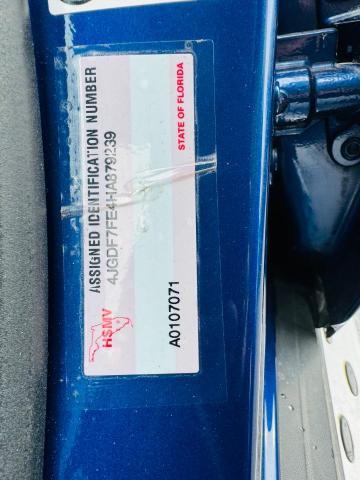 ASSIGNED IDENTIFICATION NUMBER
4JGDF7FE4HA879239
HSMV
STATE OF FLORIDA
A0107071